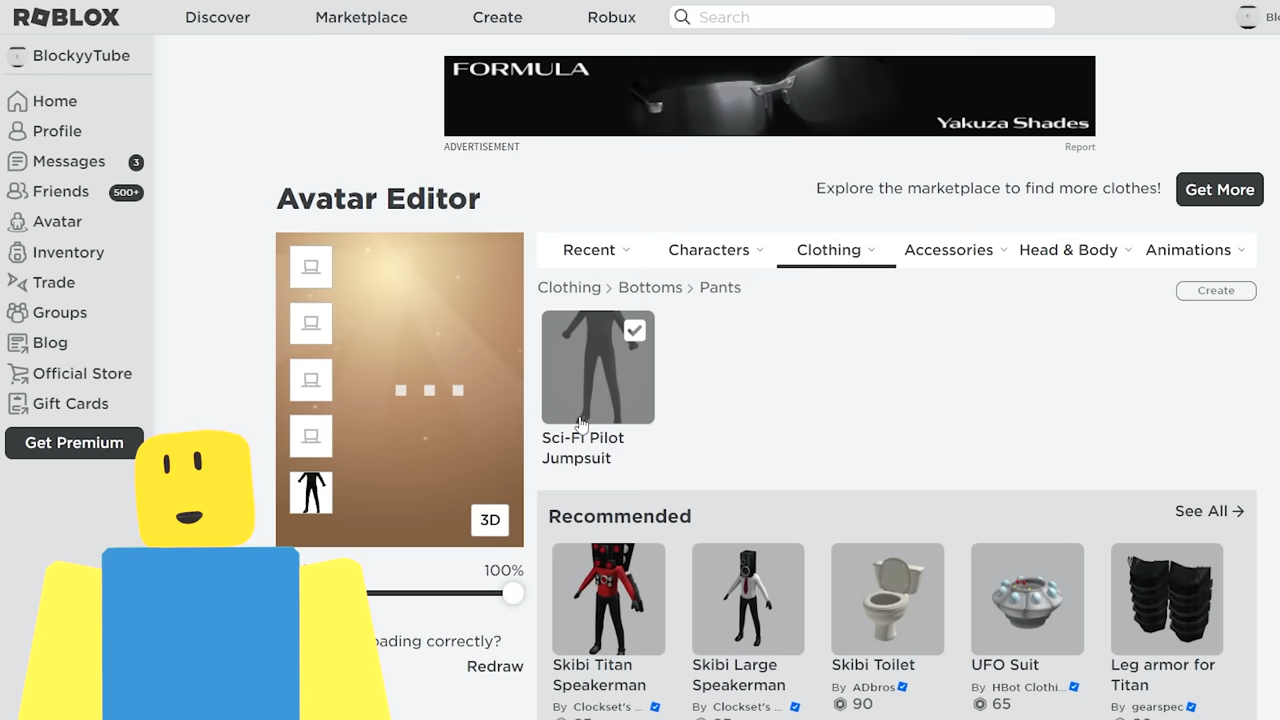 ROBLOX
Discover
Marketplace
Create
Robux
Search
BlockyyTube
Home
Profile
Messages 3
Friends 500+
Avatar
Inventory
Trade
Groups
Blog
Official Store
Gift Cards
Get Premium
FORMULA
Yakuza Shades
ADVERTISEMENT
Report
Avatar Editor
Explore the marketplace to find more clothes!
Get More
Recent
Characters
Clothing
Accessories
Head & Body
Animations
Clothing > Bottoms > Pants
Create
Sci-Fi Pilot
Jumpsuit
3D
100%
correctly?
Redraw
Recommended
See All
Skibi Titan
Speakerman
By Clockset's ...
Skibi Large
Speakerman
By Clockset's ...
Skibi Toilet
By ADbros
90
UFO Suit
By HBot Clothi...
65
Leg armor for
Titan
By gearspec